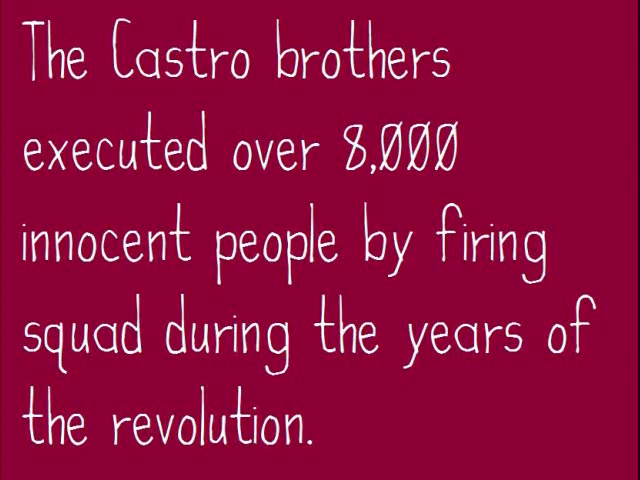 The Castro brothers
executed over 8,000
innocent people by firing
squad during the years of
the revolution.